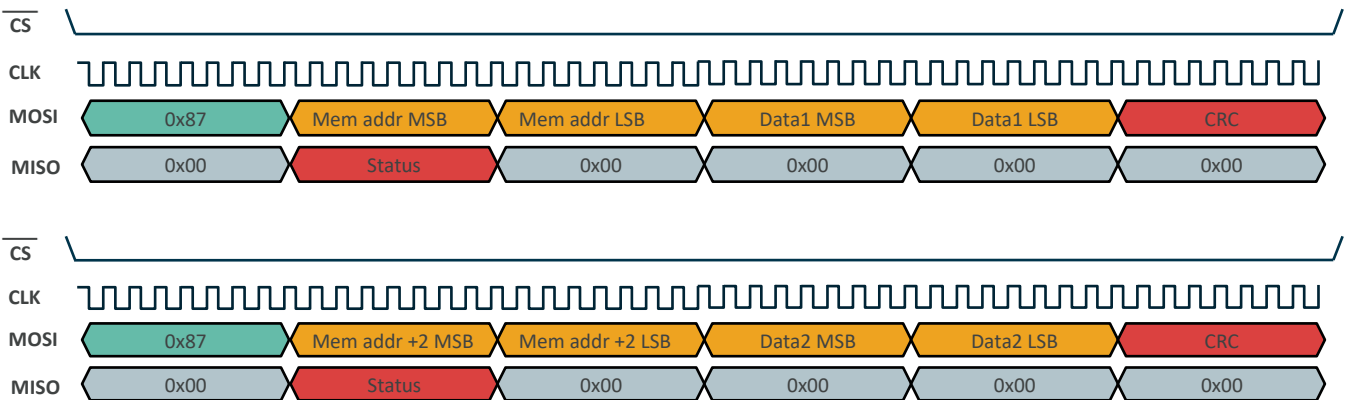 CS
CLK
MOSI 0x87 Mem addr MSB Mem addr LSB Data1 MSB Data1 LSB CRC
MISO 0x00 Status 0x00 0x00 0x00 0x00
CS
CLK
MOSI 0x87 Mem addr +2 MSB Mem addr +2 LSB Data2 MSB Data2 LSB CRC
MISO 0x00 Status 0x00 0x00 0x00 0x00